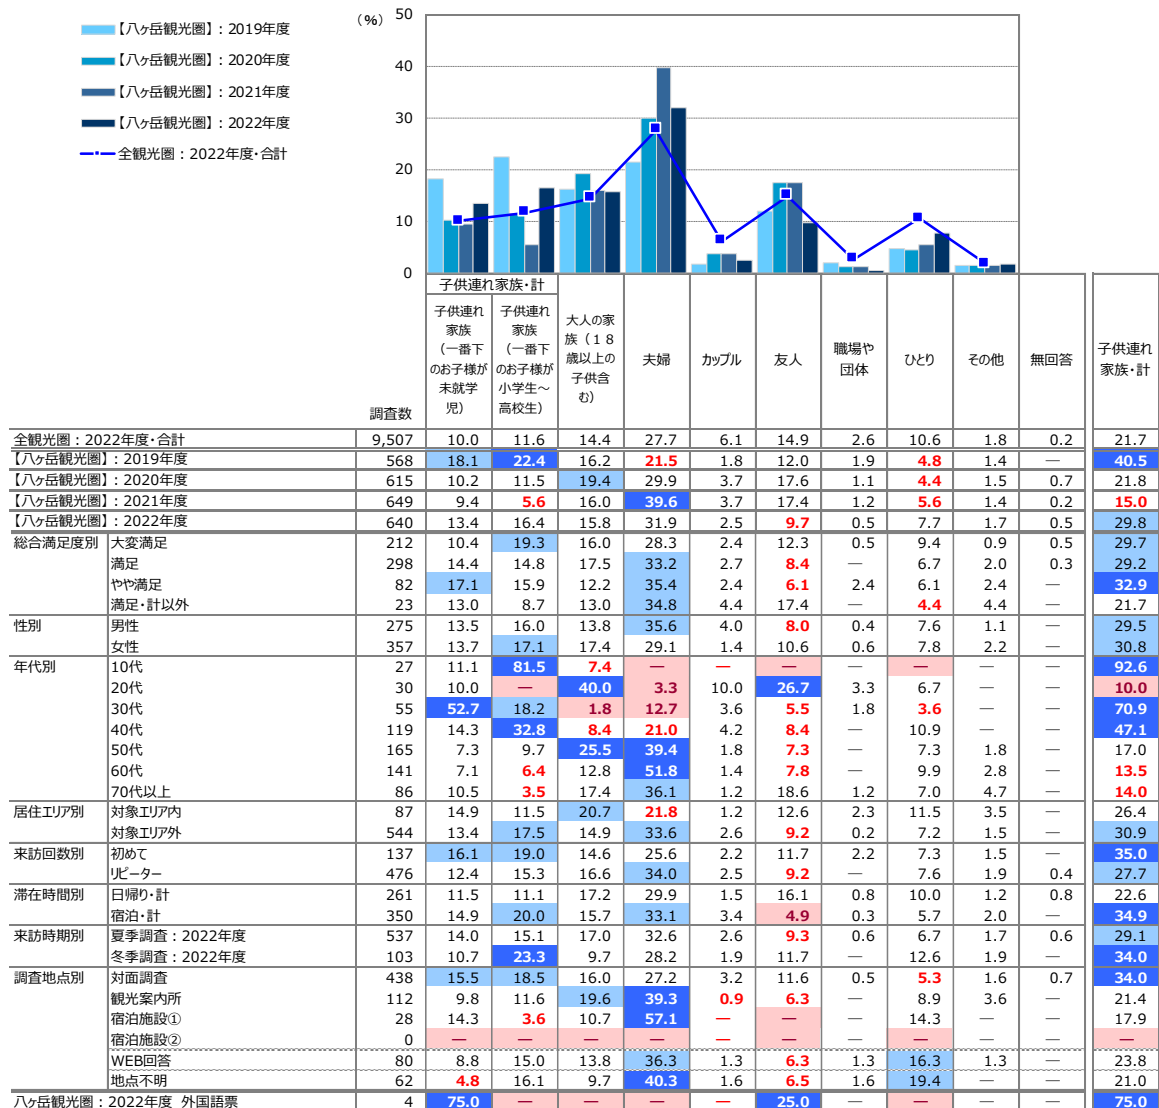 【八ヶ岳観光圏】：2019年度
【八ヶ岳観光圏】：2020年度
【八ヶ岳観光圏】：2021年度
【八ヶ岳観光圏】：2022年度
全観光圏：2022年度・合計
（％）
50
40
30
20
10
0
子供連れ家族・計
調査数
子供連れ
家族
（一番下
のお子様が
未就学
児）
子供連れ
家族
（一番下
のお子様が
小学生～
高校生）
大人の家
族（１８
歳以上の
子供含
む）
夫婦
カップル
友人
職場や
団体
ひとり
その他
無回答
子供連れ
家族・計
全観光圏：2022年度・合計 9,507 10.0 11.6 14.4 27.7 6.1 14.9 2.6 10.6 1.8 0.2 21.7
【八ヶ岳観光圏】：2019年度 568 18.1 22.4 16.2 21.5 1.8 12.0 1.9 4.8 1.4 — 40.5
【八ヶ岳観光圏】：2020年度 615 10.2 11.5 19.4 29.9 3.7 17.6 1.1 4.4 1.5 0.7 21.8
【八ヶ岳観光圏】：2021年度 649 9.4 5.6 16.0 39.6 3.7 17.4 1.2 5.6 1.4 0.2 15.0
【八ヶ岳観光圏】：2022年度 640 13.4 16.4 15.8 31.9 2.5 9.7 0.5 7.7 1.7 0.5 29.8
総合満足度別 大変満足 212 10.4 19.3 16.0 28.3 2.4 12.3 0.5 9.4 0.9 0.5 29.7
満足 298 14.4 14.8 17.5 33.2 2.7 8.4 — 6.7 2.0 0.3 29.2
やや満足 82 17.1 15.9 12.2 35.4 2.4 6.1 2.4 6.1 2.4 — 32.9
満足・計以外 23 13.0 8.7 13.0 34.8 4.4 17.4 — 4.4 4.4 — 21.7
性別 男性 275 13.5 16.0 13.8 35.6 4.0 8.0 0.4 7.6 1.1 — 29.5
女性 357 13.7 17.1 17.4 29.1 1.4 10.6 0.6 7.8 2.2 — 30.8
年代別 10代 27 11.1 81.5 7.4 — — — — — — — 92.6
20代 30 10.0 — 40.0 3.3 10.0 26.7 3.3 6.7 — — 10.0
30代 55 52.7 18.2 1.8 12.7 3.6 5.5 1.8 3.6 — — 70.9
40代 119 14.3 32.8 8.4 21.0 4.2 8.4 — 10.9 — — 47.1
50代 165 7.3 9.7 25.5 39.4 1.8 7.3 — 7.3 1.8 — 17.0
60代 141 7.1 6.4 12.8 51.8 1.4 7.8 — 9.9 2.8 — 13.5
70代以上 86 10.5 3.5 17.4 36.1 1.2 18.6 1.2 7.0 4.7 — 14.0
居住エリア別 対象エリア内 87 14.9 11.5 20.7 21.8 1.2 12.6 2.3 11.5 3.5 — 26.4
対象エリア外 544 13.4 17.5 14.9 33.6 2.6 9.2 0.2 7.2 1.5 — 30.9
来訪回数別 初めて 137 16.1 19.0 14.6 25.6 2.2 11.7 2.2 7.3 1.5 — 35.0
リピーター 476 12.4 15.3 16.6 34.0 2.5 9.2 — 7.6 1.9 0.4 27.7
滞在時間別 日帰り・計 261 11.5 11.1 17.2 29.9 1.5 16.1 0.8 10.0 1.2 0.8 22.6
宿泊・計 350 14.9 20.0 15.7 33.1 3.4 4.9 0.3 5.7 2.0 — 34.9
来訪時期別 夏季調査：2022年度 537 14.0 15.1 17.0 32.6 2.6 9.3 0.6 6.7 1.7 0.6 29.1
冬季調査：2022年度 103 10.7 23.3 9.7 28.2 1.9 11.7 — 12.6 1.9 — 34.0
調査地点別 対面調査 438 15.5 18.5 16.0 27.2 3.2 11.6 0.5 5.3 1.6 0.7 34.0
観光案内所 112 9.8 11.6 19.6 39.3 0.9 6.3 — 8.9 3.6 — 21.4
宿泊施設① 28 14.3 3.6 10.7 57.1 — — — 14.3 — — 17.9
宿泊施設② 0 — — — — — — — — — — —
WEB回答 80 8.8 15.0 13.8 36.3 1.3 6.3 1.3 16.3 1.3 — 23.8
地点不明 62 4.8 16.1 9.7 40.3 1.6 6.5 1.6 19.4 — — 21.0
八ヶ岳観光圏：2022年度 外国語票 4 75.0 — — — — 25.0 — — — — 75.0